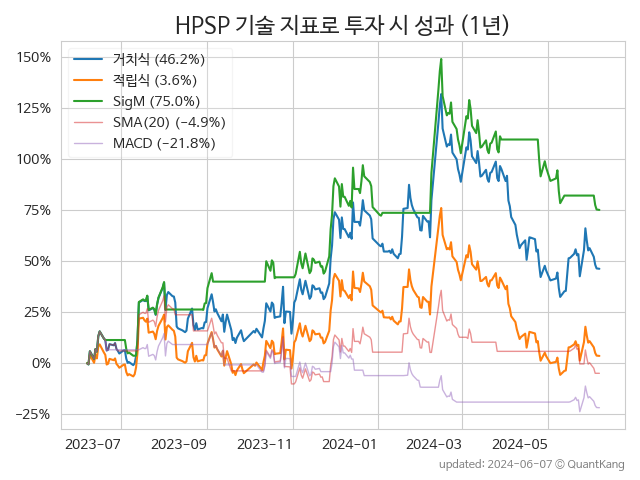 HPSP 기술 지표로 투자 시 성과 (1년)
150%
125%
100%
75%
50%
25%
0%
−25%
거치식 (46.2%)
적립식 (3.6%)
SigM (75.0%)
SMA(20) (−4.9%)
MACD (−21.8%)
2023-07
2023-09
2023-11
2024-01
2024-03
2024-05
updated: 2024-06-07 © QuantKang